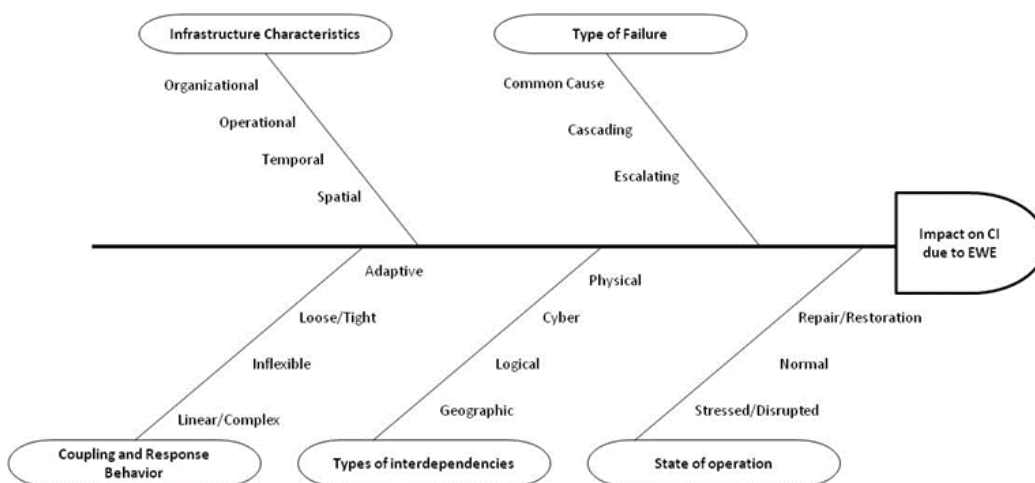 Infrastructure Characteristics
Type of Failure
Organizational
Operational
Temporal
Spatial
Common Cause
Cascading
Escalating
Impact on CI
due to EWE
Adaptive
Loose/Tight
Inflexible
Linear/Complex
Physical
Cyber
Logical
Geographic
Repair/Restoration
Normal
Stressed/Disrupted
Coupling and Response
Behavior
Types of interdependencies
State of operation